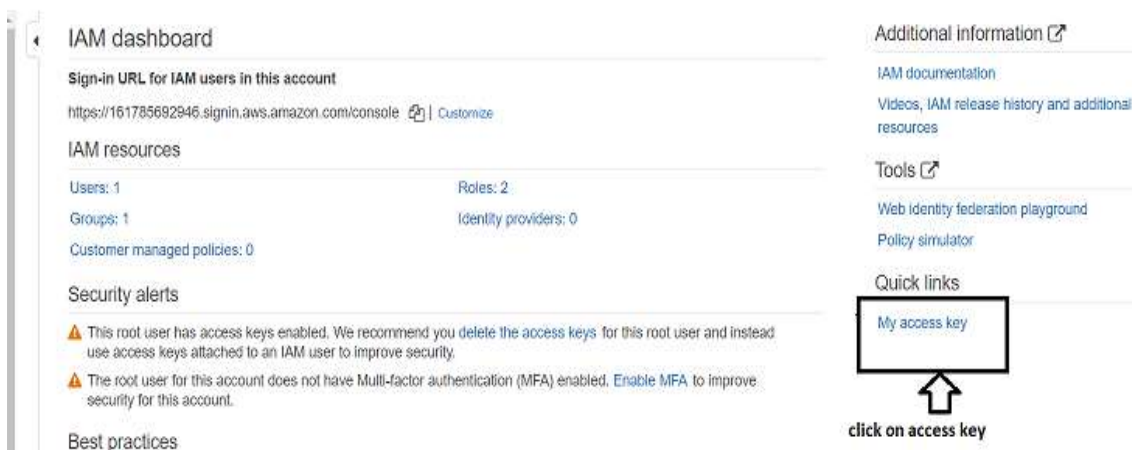 IAM dashboard
Sign-in URL for IAM users in this account
https://161785692946.signin.aws.amazon.com/console | Customize
IAM resources
Users: 1
Roles: 2
Groups: 1
Identity providers: 0
Customer managed policies: 0
Security alerts
This root user has access keys enabled. We recommend you delete the access keys for this root user and instead
use access keys attached to an IAM user to improve security.
The root user for this account does not have Multi-factor authentication (MFA) enabled. Enable MFA to improve
security for this account.
Best practices
Additional information
IAM documentation
Videos, IAM release history and additional
resources
Tools
Web identity federation playground
Policy simulator
Quick links
My access key
click on access key